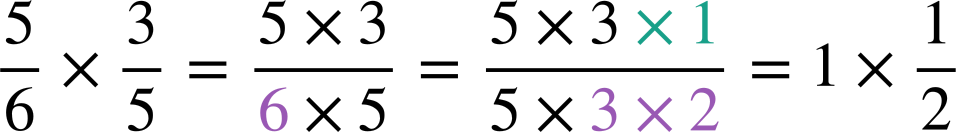 5/6 × 3/5 = (5 × 3)/(6 × 5) = (5 × 3 × 1)/(5 × 3 × 2) = 1 × 1/2